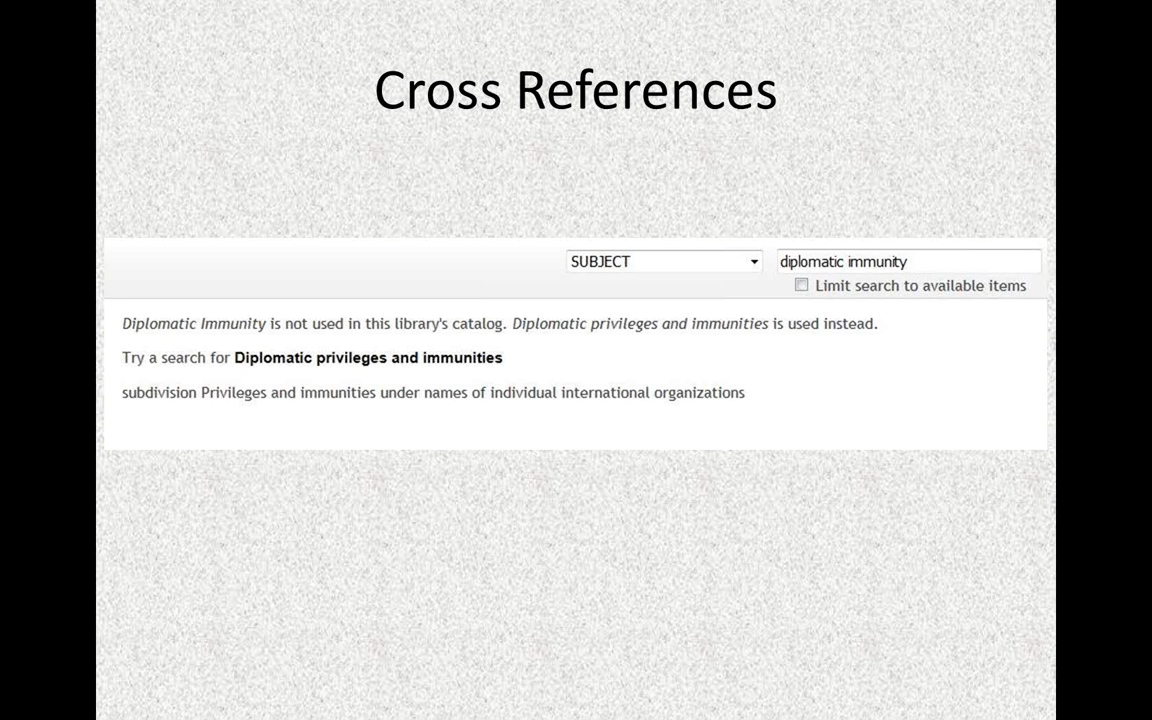 Cross References
SUBJECT diplomatic immunity
Limit search to available items
Diplomatic Immunity is not used in this library's catalog. Diplomatic privileges and immunities is used instead.
Try a search for Diplomatic privileges and immunities
subdivision Privileges and immunities under names of individual international organizations